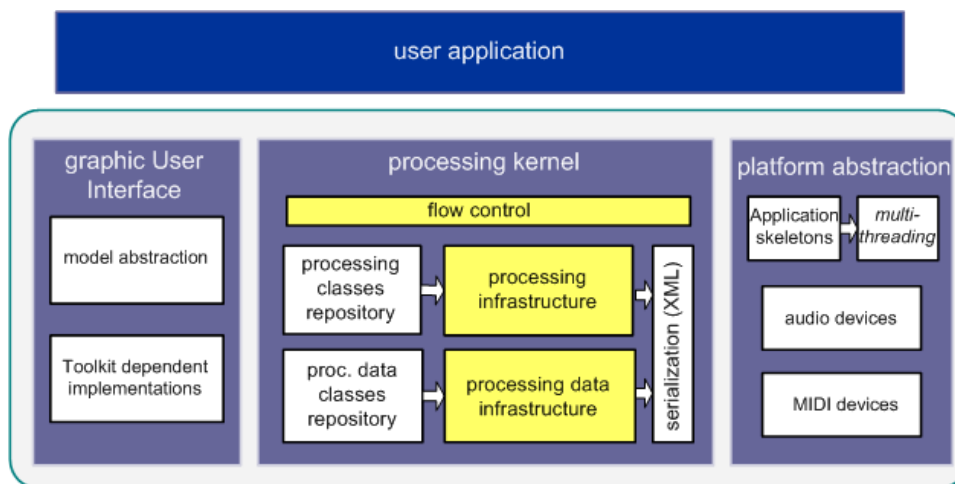 user application
graphic User
Interface
model abstraction
Toolkit dependent
implementations
processing kernel
flow control
processing
classes
repository
processing
infrastructure
proc. data
classes
repository
processing data
infrastructure
serialization (XML)
platform abstraction
Application
skeletons
multi-
threading
audio devices
MIDI devices